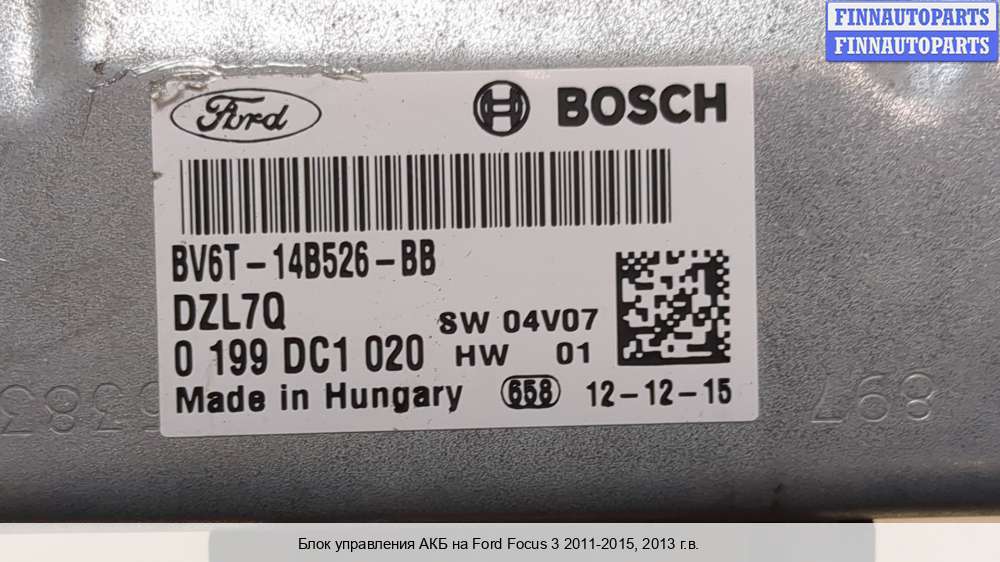 FINNAUTOPARTS
FINNAUTOPARTS
Ford BOSCH
BV6T-14B526-BB
DZL7Q SW 04V07
0 199 DC1 020 HW 01
Made in Hungary 658 12-12-15
897
Блок управления АКБ на Ford Focus 3 2011-2015, 2013 г.в.